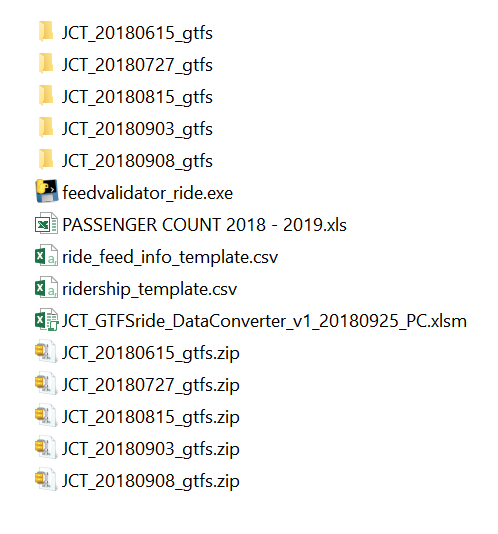 JCT_20180615_gtfs
JCT_20180727_gtfs
JCT_20180815_gtfs
JCT_20180903_gtfs
JCT_20180908_gtfs
feedvalidator_ride.exe
PASSENGER COUNT 2018 - 2019.xls
ride_feed_info_template.csv
ridership_template.csv
JCT_GTFSride_DataConverter_v1_20180925_PC.xlsm
JCT_20180615_gtfs.zip
JCT_20180727_gtfs.zip
JCT_20180815_gtfs.zip
JCT_20180903_gtfs.zip
JCT_20180908_gtfs.zip